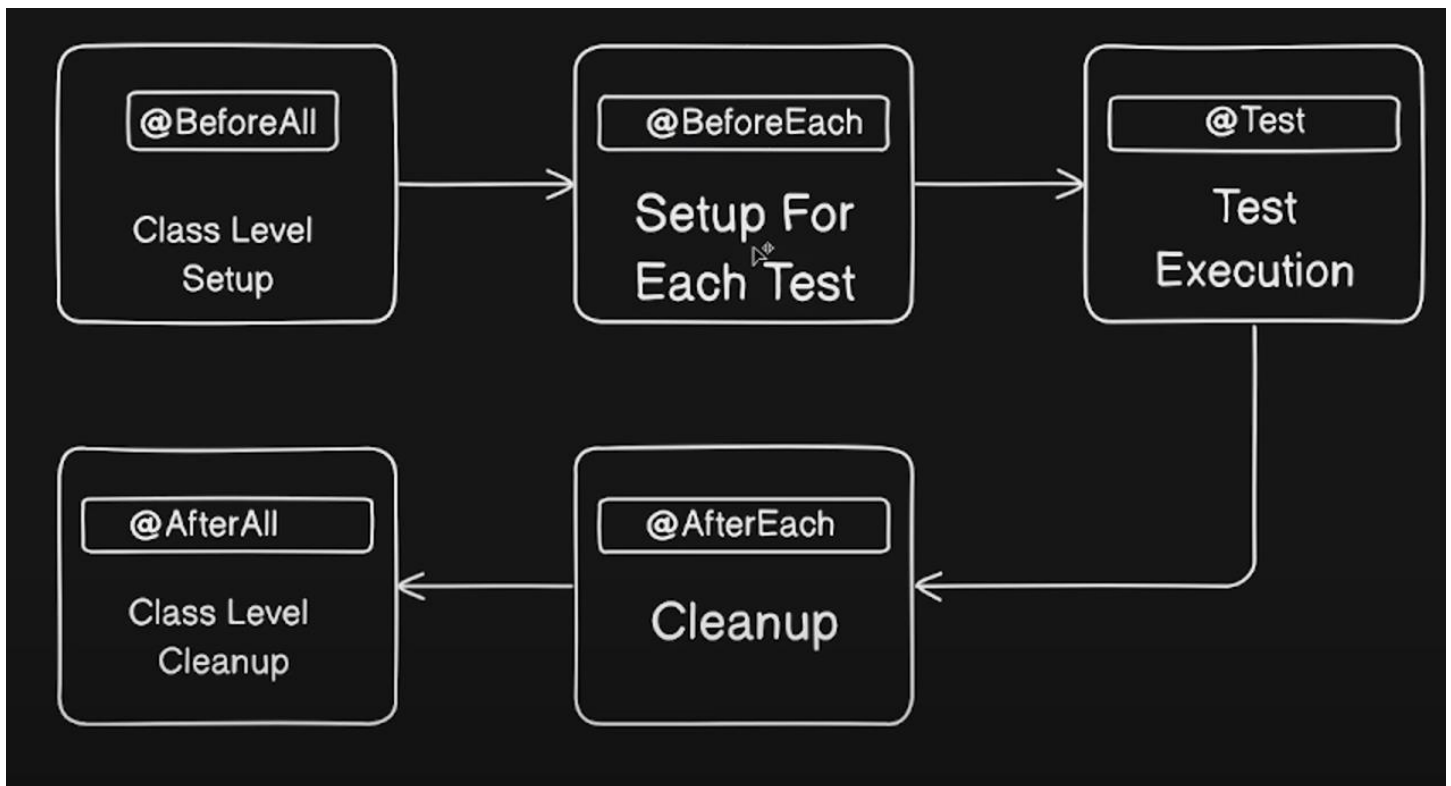 @BeforeAll
Class Level
Setup
@BeforeEach
Setup For
Each Test
@Test
Test
Execution
@AfterAll
Class Level
Cleanup
@AfterEach
Cleanup